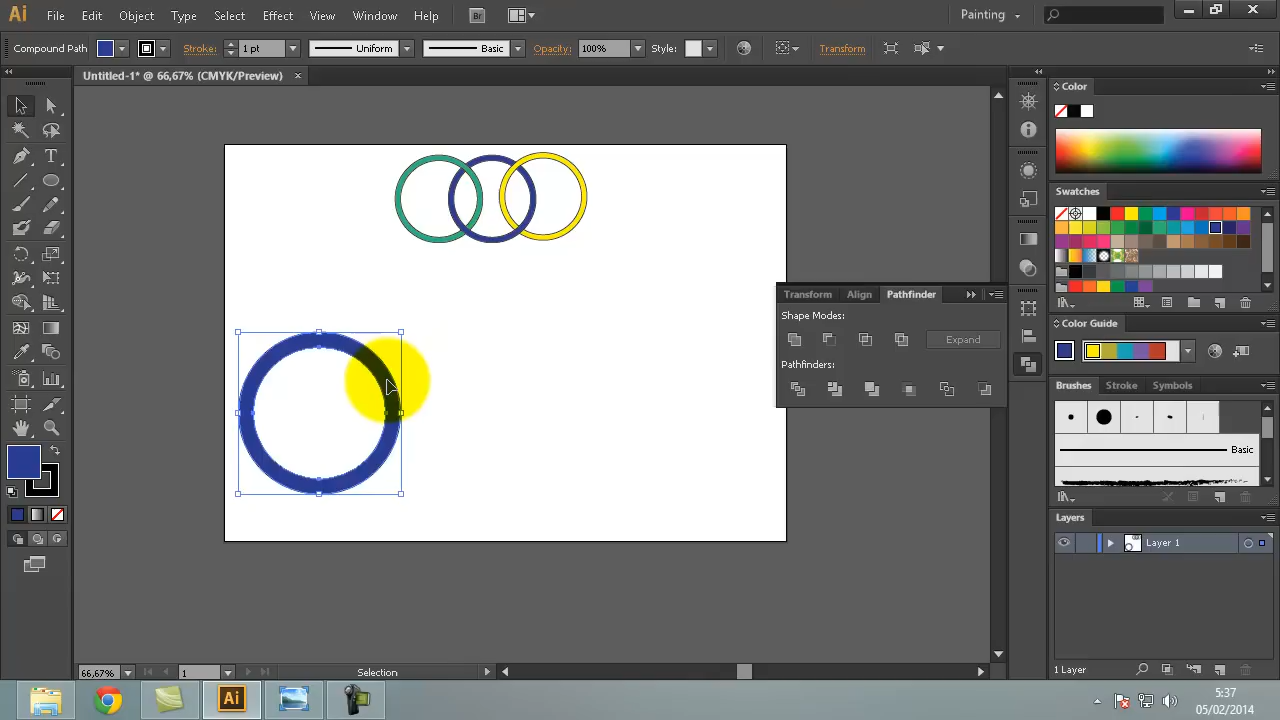 Ai File Edit Object Type Select Effect View Window Help Br Painting
Compound Path Stroke: 1 pt Uniform Basic Opacity: 100% Style: Transform
Untitled-1* @ 66,67% (CMYK/Preview)
Color
Swatches
Transform Align Pathfinder
Shape Modes:
Expand
Pathfinders:
Color Guide
Brushes Stroke Symbols
Basic
Layers
Layer 1
1 Layer
66,67% 1 Selection
Ai
5:37
05/02/2014